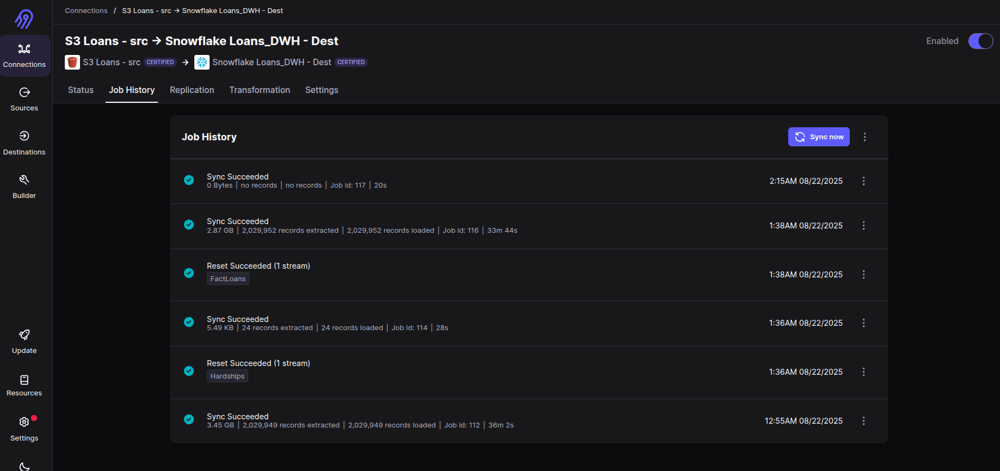 Connections / S3 Loans - src → Snowflake Loans_DWH - Dest
S3 Loans - src → Snowflake Loans_DWH - Dest
Enabled
S3 Loans - src CERTIFIED → Snowflake Loans_DWH - Dest CERTIFIED
Status Job History Replication Transformation Settings
Connections
Sources
Destinations
Builder
Update
Resources
Settings
Job History
Sync now
Sync Succeeded
0 Bytes | no records | no records | Job id: 117 | 20s
2:15AM 08/22/2025
Sync Succeeded
2.87 GB | 2,029,952 records extracted | 2,029,952 records loaded | Job id: 116 | 33m 44s
1:38AM 08/22/2025
Reset Succeeded (1 stream)
FactLoans
1:38AM 08/22/2025
Sync Succeeded
5.49 KB | 24 records extracted | 24 records loaded | Job id: 114 | 28s
1:36AM 08/22/2025
Reset Succeeded (1 stream)
Hardships
1:36AM 08/22/2025
Sync Succeeded
3.45 GB | 2,029,949 records extracted | 2,029,949 records loaded | Job id: 112 | 36m 2s
12:55AM 08/22/2025